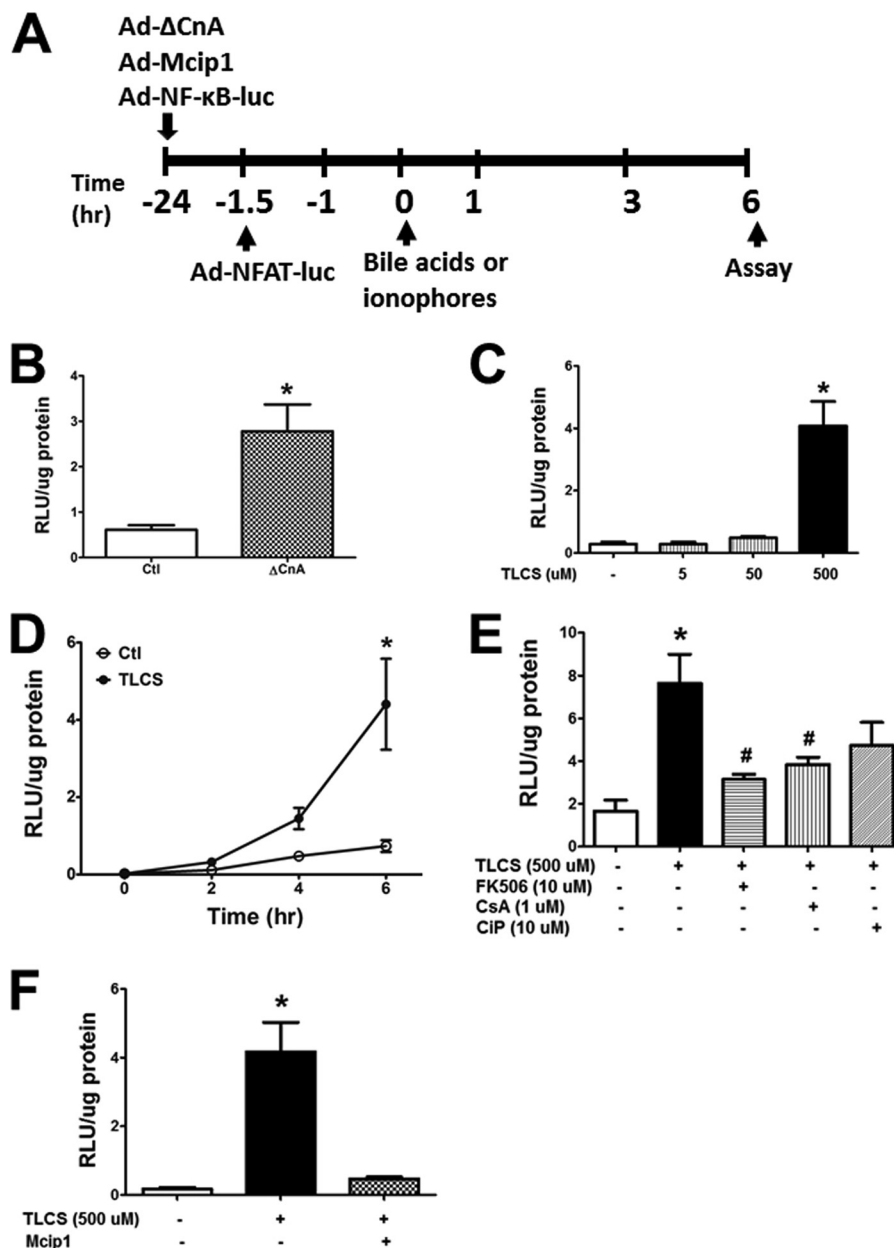 A
Ad-ΔCnA
Ad-Mcip1
Ad-NF-κB-luc
Time
(hr)
-24 -1.5 -1 0 1 3 6
Ad-NFAT-luc
Bile acids or
ionophores
Assay
B
RLU/ug protein
4
3
2
1
0
*
Ctl ΔCnA
C
RLU/ug protein
6
4
2
0
*
TLCS (uM) - 5 50 500
D
RLU/ug protein
6
4
2
0
Ctl
TLCS
*
0 2 4 6
Time (hr)
E
RLU/ug protein
10
8
6
4
2
0
* # #
TLCS (500 uM) - + + + +
FK506 (10 uM) - - + - -
CsA (1 uM) - - - + -
CiP (10 uM) - - - - +
F
RLU/ug protein
6
4
2
0
*
TLCS (500 uM) - + +
Mcip1 - - +